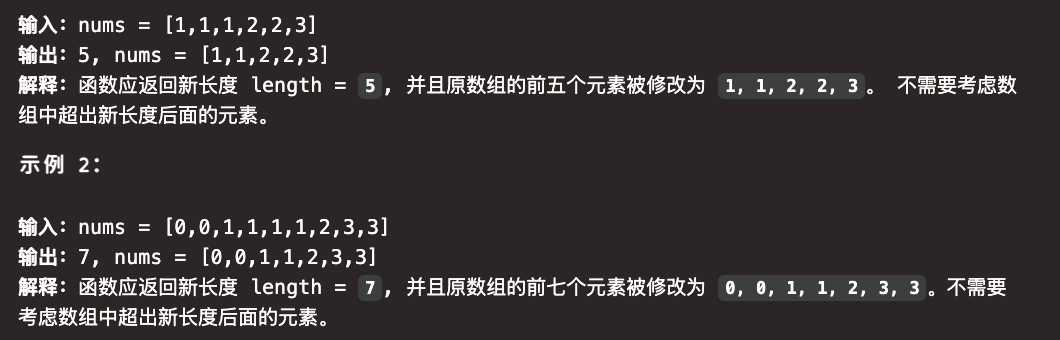 输入：nums = [1,1,1,2,2,3]
输出：5, nums = [1,1,2,2,3]
解释：函数应返回新长度 length = 5, 并且原数组的前五个元素被修改为 1, 1, 2, 2, 3。 不需要考虑数
组中超出新长度后面的元素。
示例 2：
输入：nums = [0,0,1,1,1,1,2,3,3]
输出：7, nums = [0,0,1,1,2,3,3]
解释：函数应返回新长度 length = 7, 并且原数组的前七个元素被修改为 0, 0, 1, 1, 2, 3, 3。不需要
考虑数组中超出新长度后面的元素。